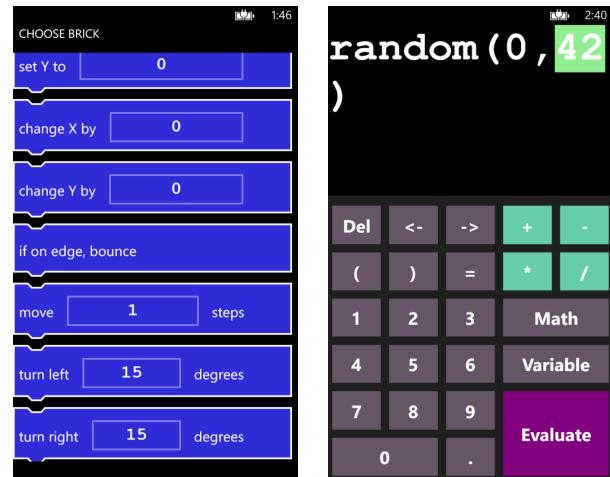 1:46
CHOOSE BRICK
set Y to 0
change X by 0
change Y by 0
if on edge, bounce
move 1 steps
turn left 15 degrees
turn right 15 degrees
2:40
random(0,42
)
Del <- -> + -
( ) = * /
1 2 3 Math
4 5 6 Variable
7 8 9
Evaluate
0 .